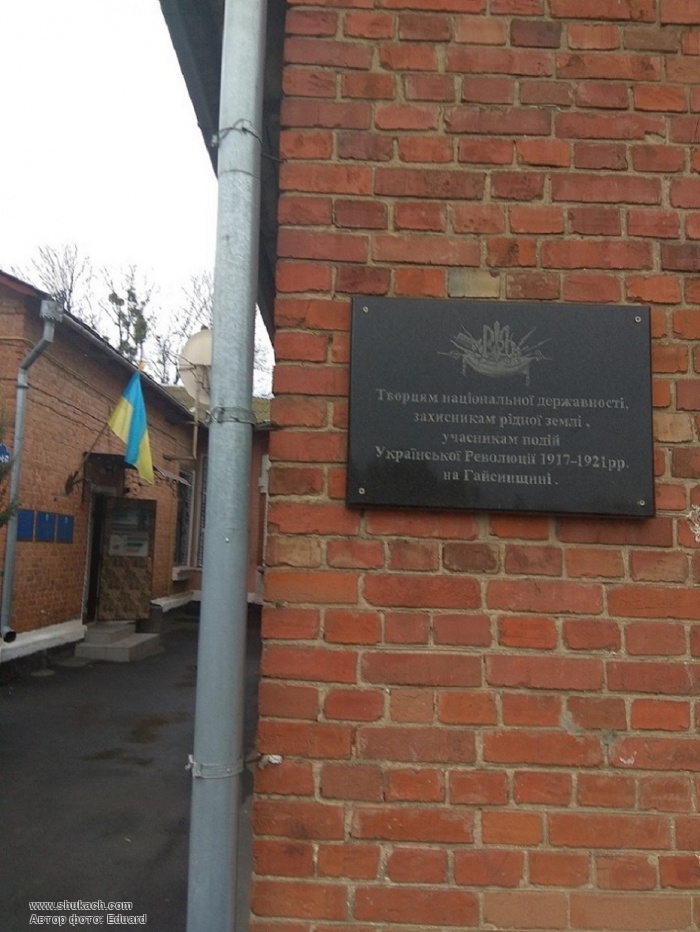 Творцям національної державності,
захисникам рідної землі ,
учасникам подій
Української Революції 1917–1921рр.
на Гайсинщині .
www.shukach.com
Автор фото: Eduard